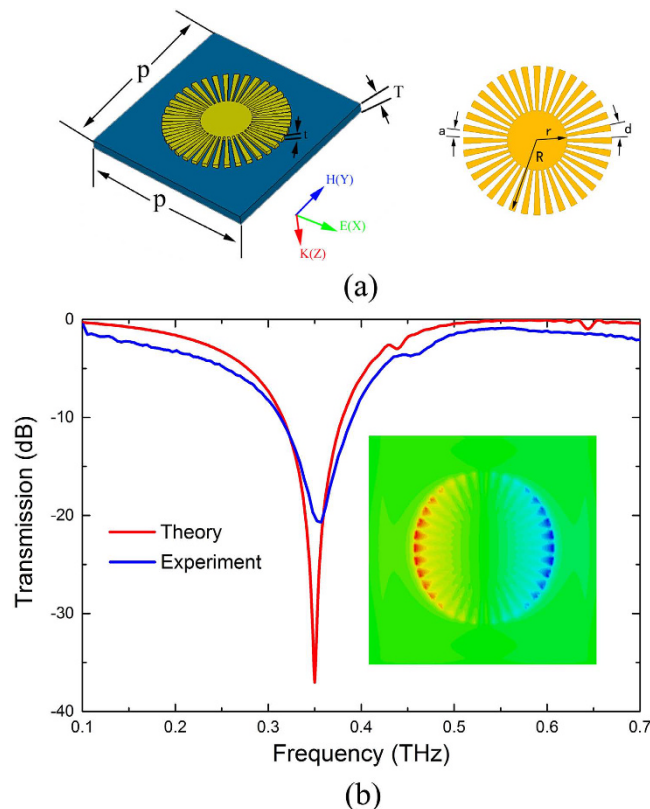 p
T
t
p
H(Y)
E(X)
K(Z)
a
r
d
R
(a)
0
-10
-20
-30
-40
Transmission (dB)
Theory
Experiment
0.1
0.2
0.3
0.4
0.5
0.6
0.7
Frequency (THz)
(b)